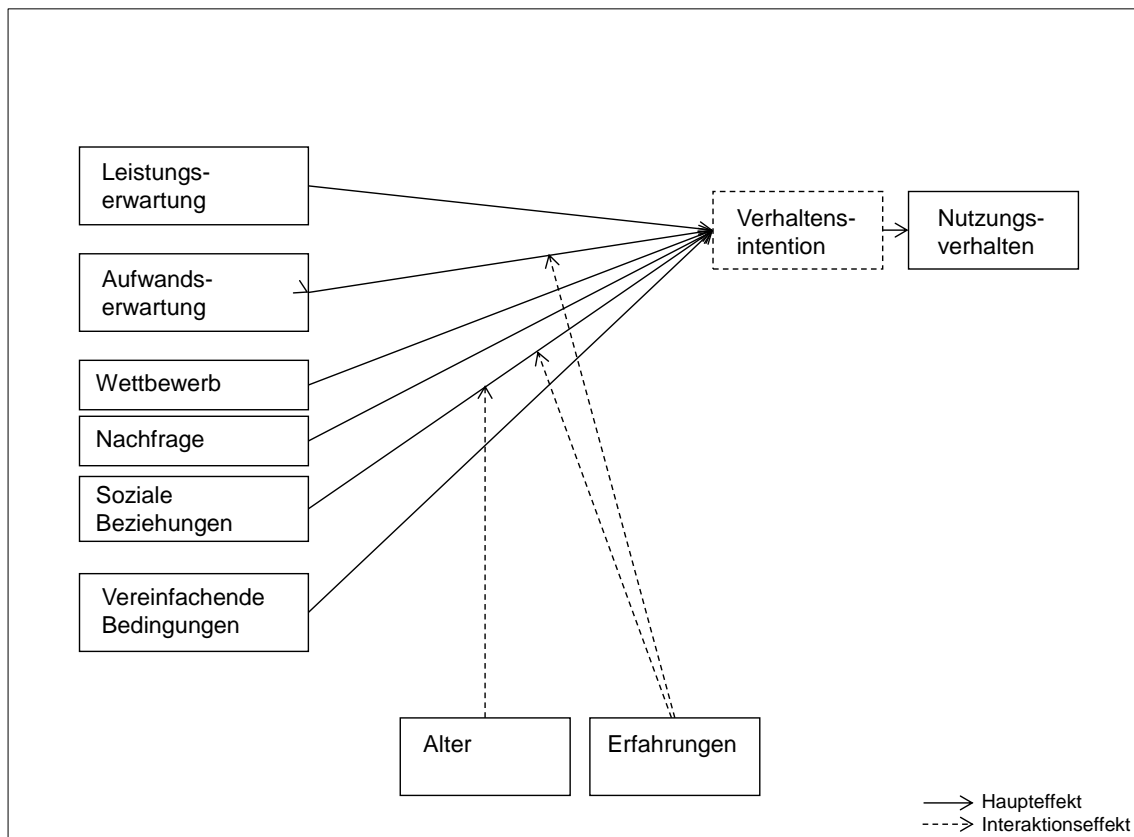 Leistungs-
erwartung
Verhaltens-
intention
Nutzungs-
verhalten
Aufwands-
erwartung
Wettbewerb
Nachfrage
Soziale
Beziehungen
Vereinfachende
Bedingungen
Alter
Erfahrungen
Haupteffekt
Interaktionseffekt